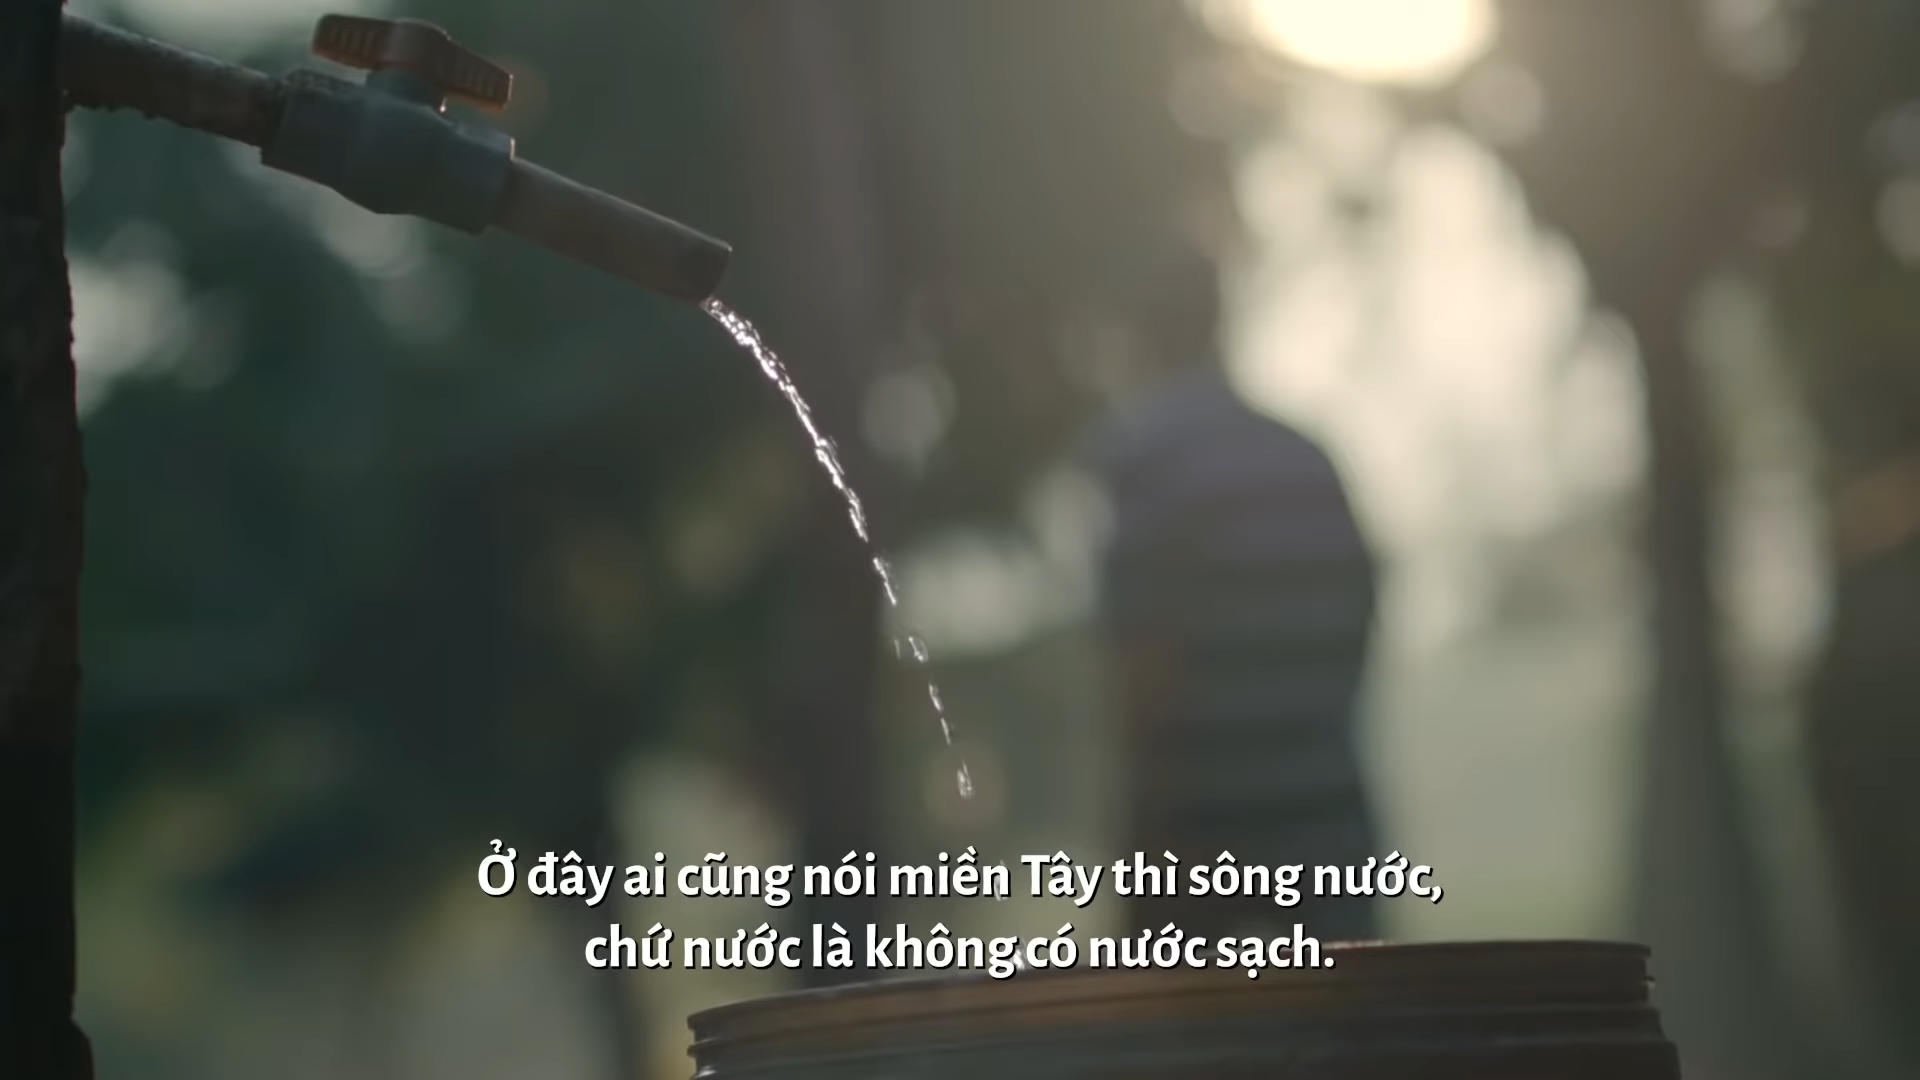 Ở đây ai cũng nói miền Tây thì sông nước,
chứ nước là không có nước sạch.